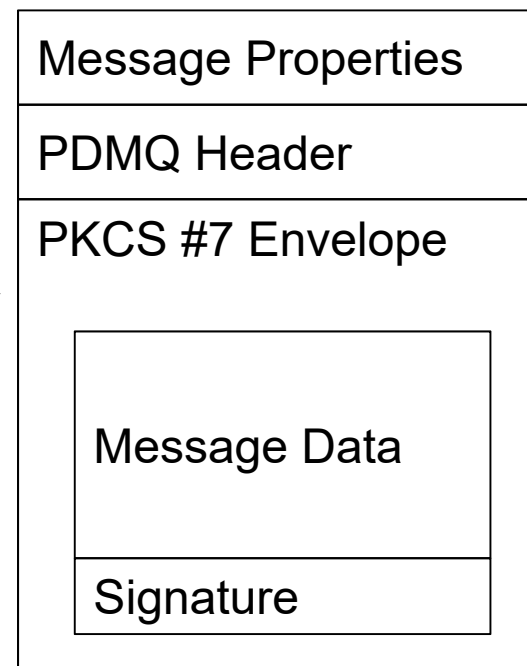 Message Properties
PDMQ Header
PKCS #7 Envelope
Message Data
Signature